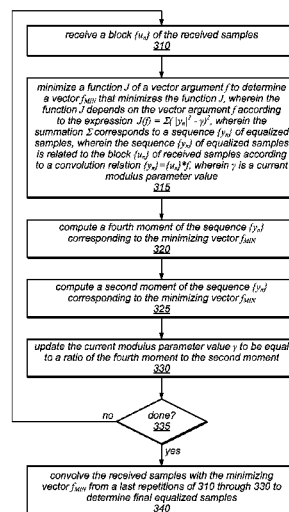 receive a block {uₙ} of the received samples
310
minimize a function J of a vector argument f to determine
a vector f_MIN that minimizes the function J, wherein the
function J depends on the vector argument f according
to the expression J(f) = Σ( |yₙ|² - γ)², wherein the
summation Σ corresponds to a sequence {yₙ} of equalized
samples, wherein the sequence {yₙ} of equalized samples
is related to the block {uₙ} of received samples according
to a convolution relation {yₙ}={uₙ}*f, wherein γ is a current
modulus parameter value
315
compute a fourth moment of the sequence {yₙ}
corresponding to the minimizing vector f_MIN
320
compute a second moment of the sequence {yₙ}
corresponding to the minimizing vector f_MIN
325
update the current modulus parameter value γ to be equal
to a ratio of the fourth moment to the second moment
330
no
done?
335
yes
convolve the received samples with the minimizing
vector f_MIN from a last repetitions of 310 through 330 to
determine final equalized samples
340